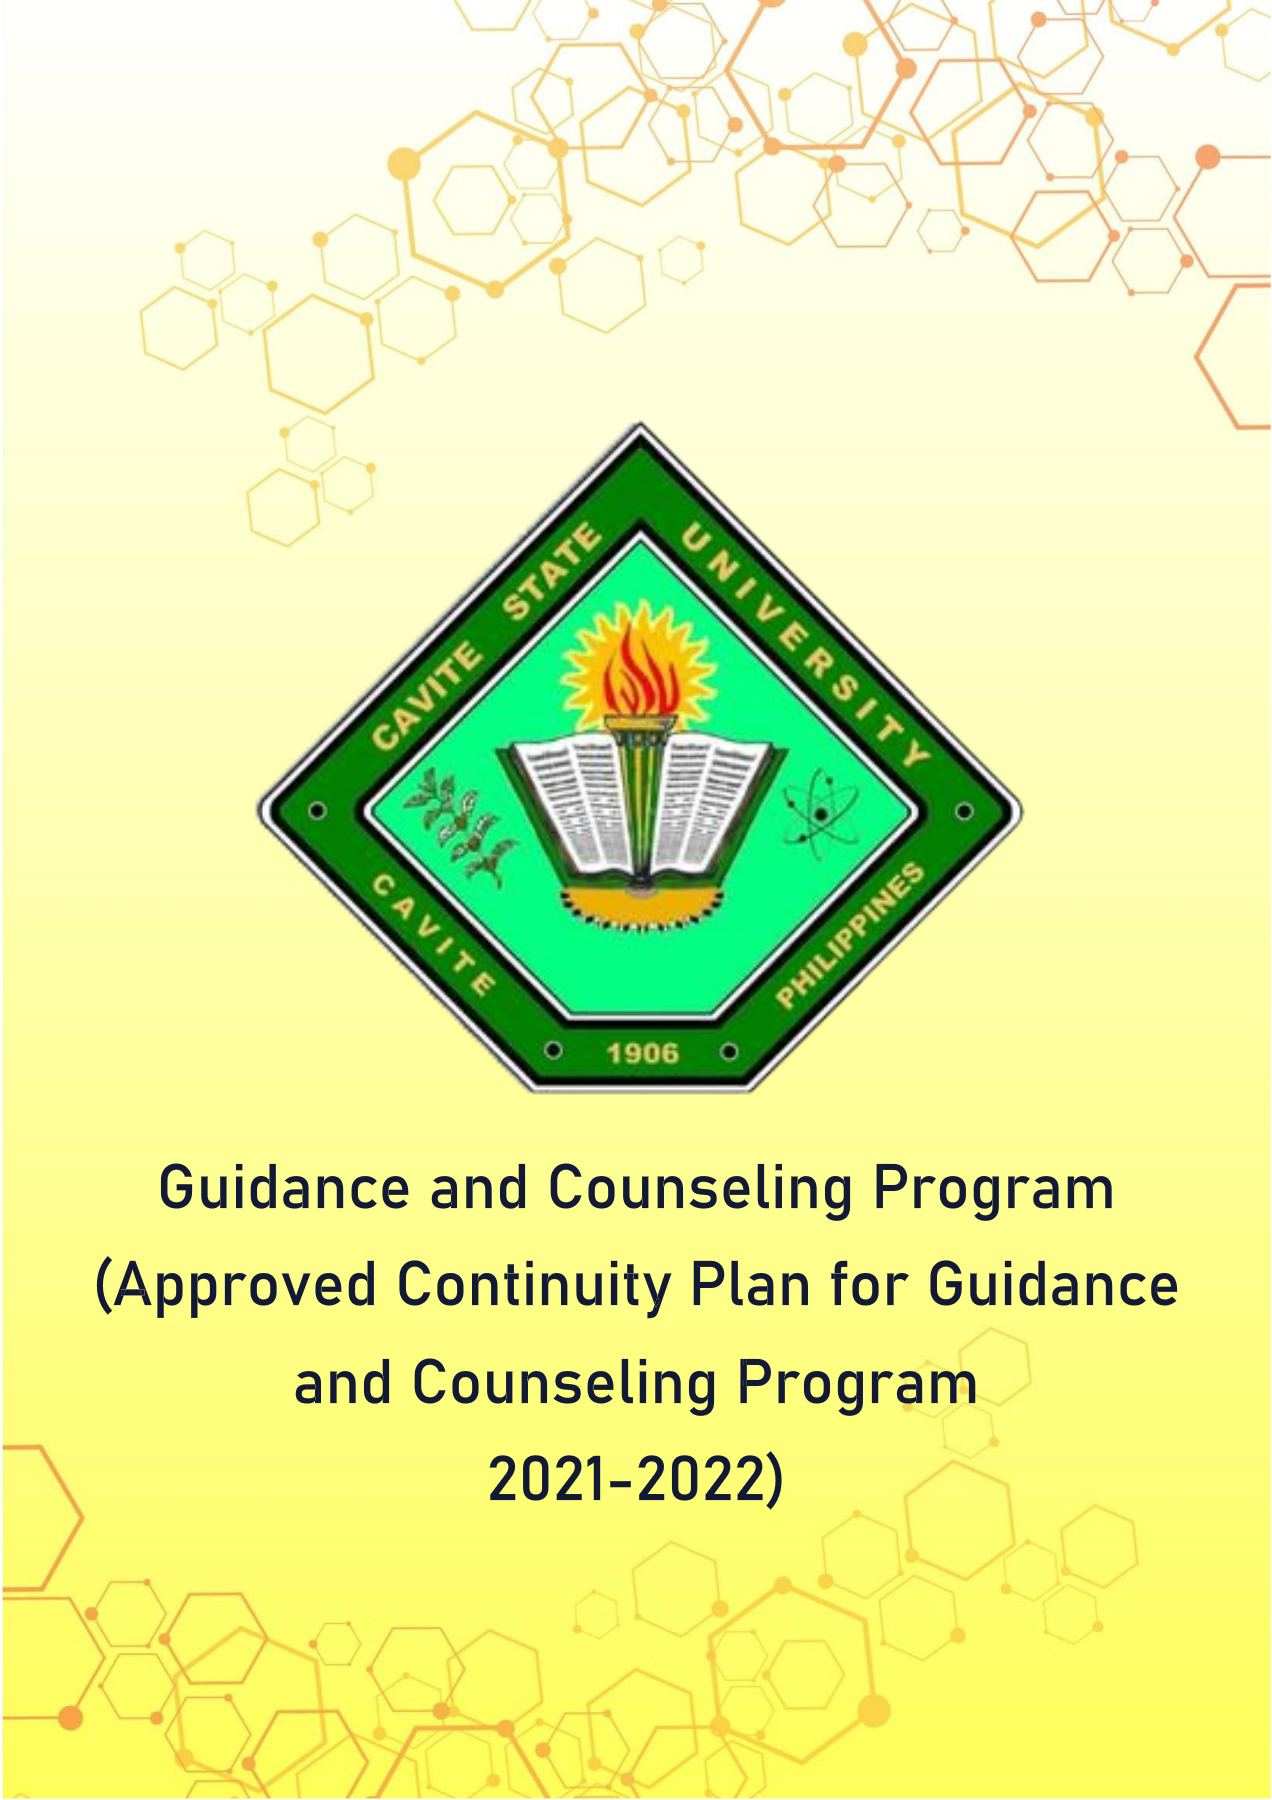 CAVITE STATE UNIVERSITY
CAVITE
PHILIPPINES
1906
Guidance and Counseling Program
(Approved Continuity Plan for Guidance
and Counseling Program
2021-2022)